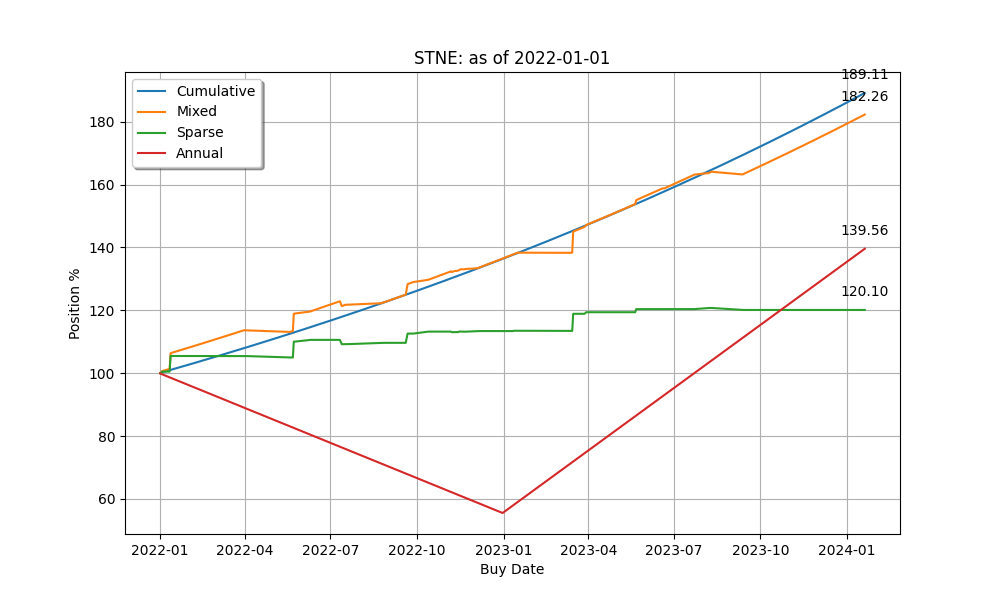 STNE: as of 2022-01-01
189.11
182.26
139.56
120.10
Cumulative
Mixed
Sparse
Annual
Position %
180
160
140
120
100
80
60
2022-01 2022-04 2022-07 2022-10 2023-01 2023-04 2023-07 2023-10 2024-01
Buy Date